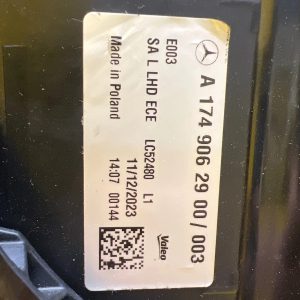 A 174 906 29 00 / 003
E003
SA L LHD ECE LC52480 L1
Made in Poland
11/12/2023
14:07 00144
Valeo